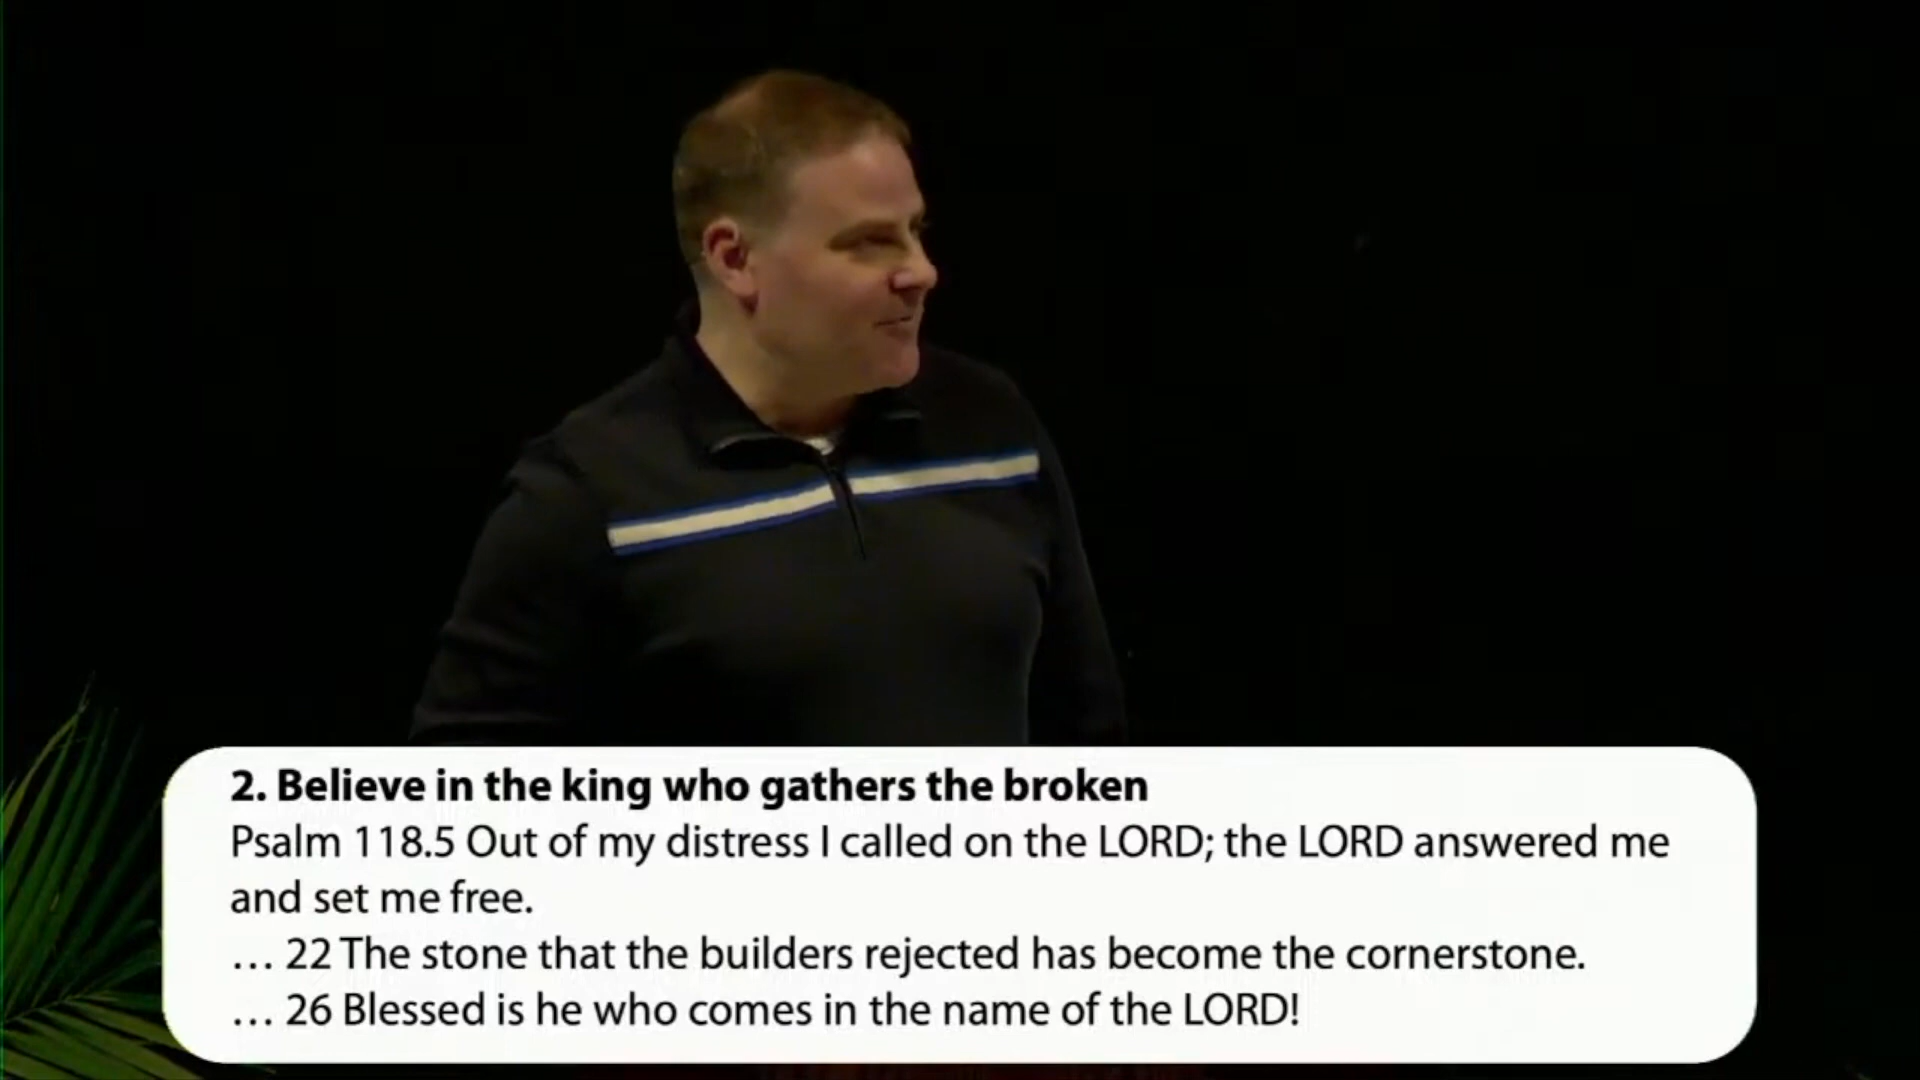 2. Believe in the king who gathers the broken
Psalm 118.5 Out of my distress I called on the LORD; the LORD answered me
and set me free.
… 22 The stone that the builders rejected has become the cornerstone.
… 26 Blessed is he who comes in the name of the LORD!